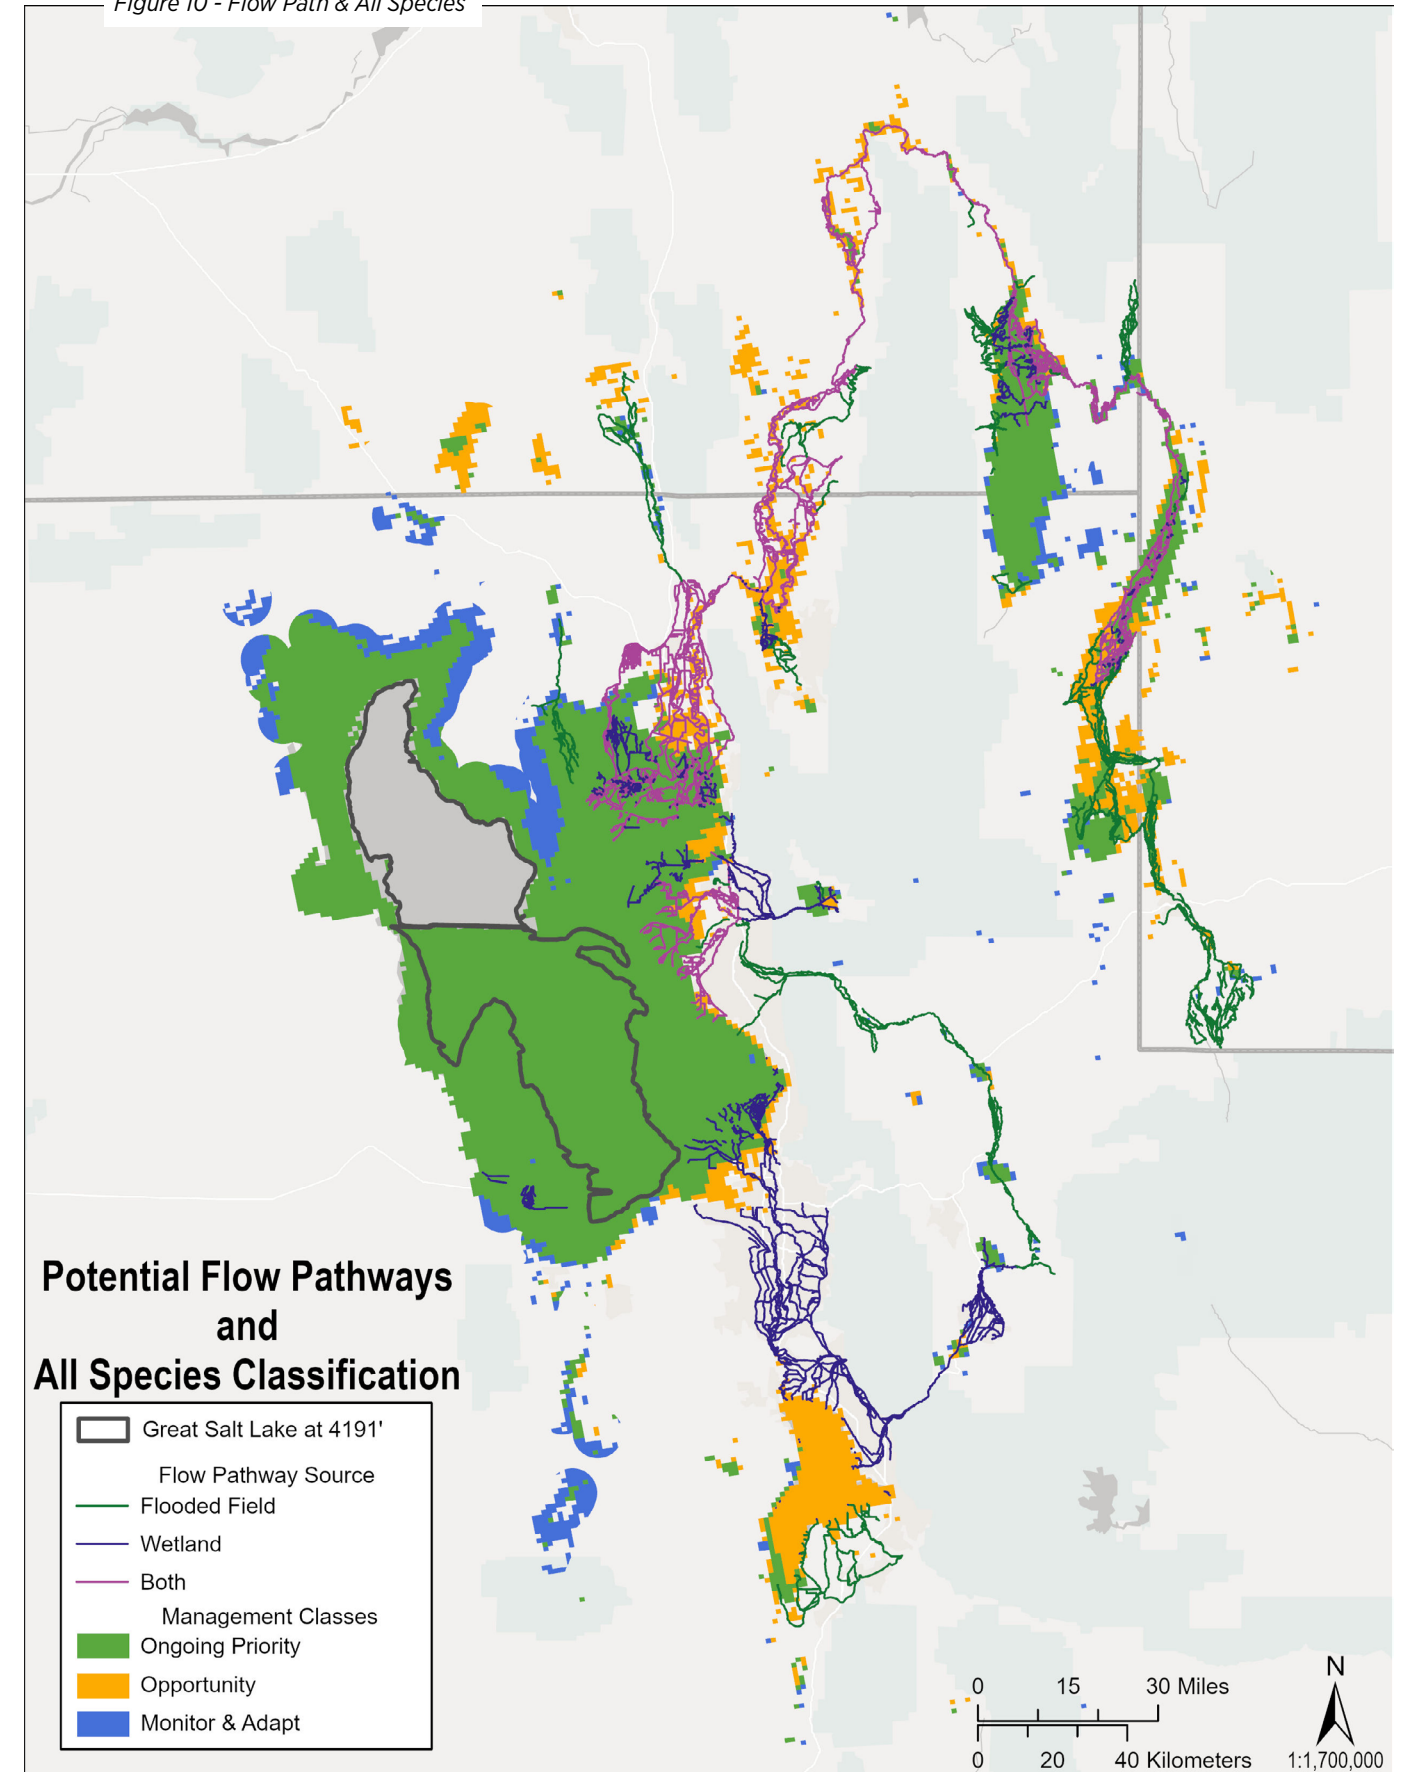 Figure 10 - Flow Path & All Species
Potential Flow Pathways
and
All Species Classification
Great Salt Lake at 4191'
Flow Pathway Source
Flooded Field
Wetland
Both
Management Classes
Ongoing Priority
Opportunity
Monitor & Adapt
0 15 30 Miles
0 20 40 Kilometers
N
1:1,700,000